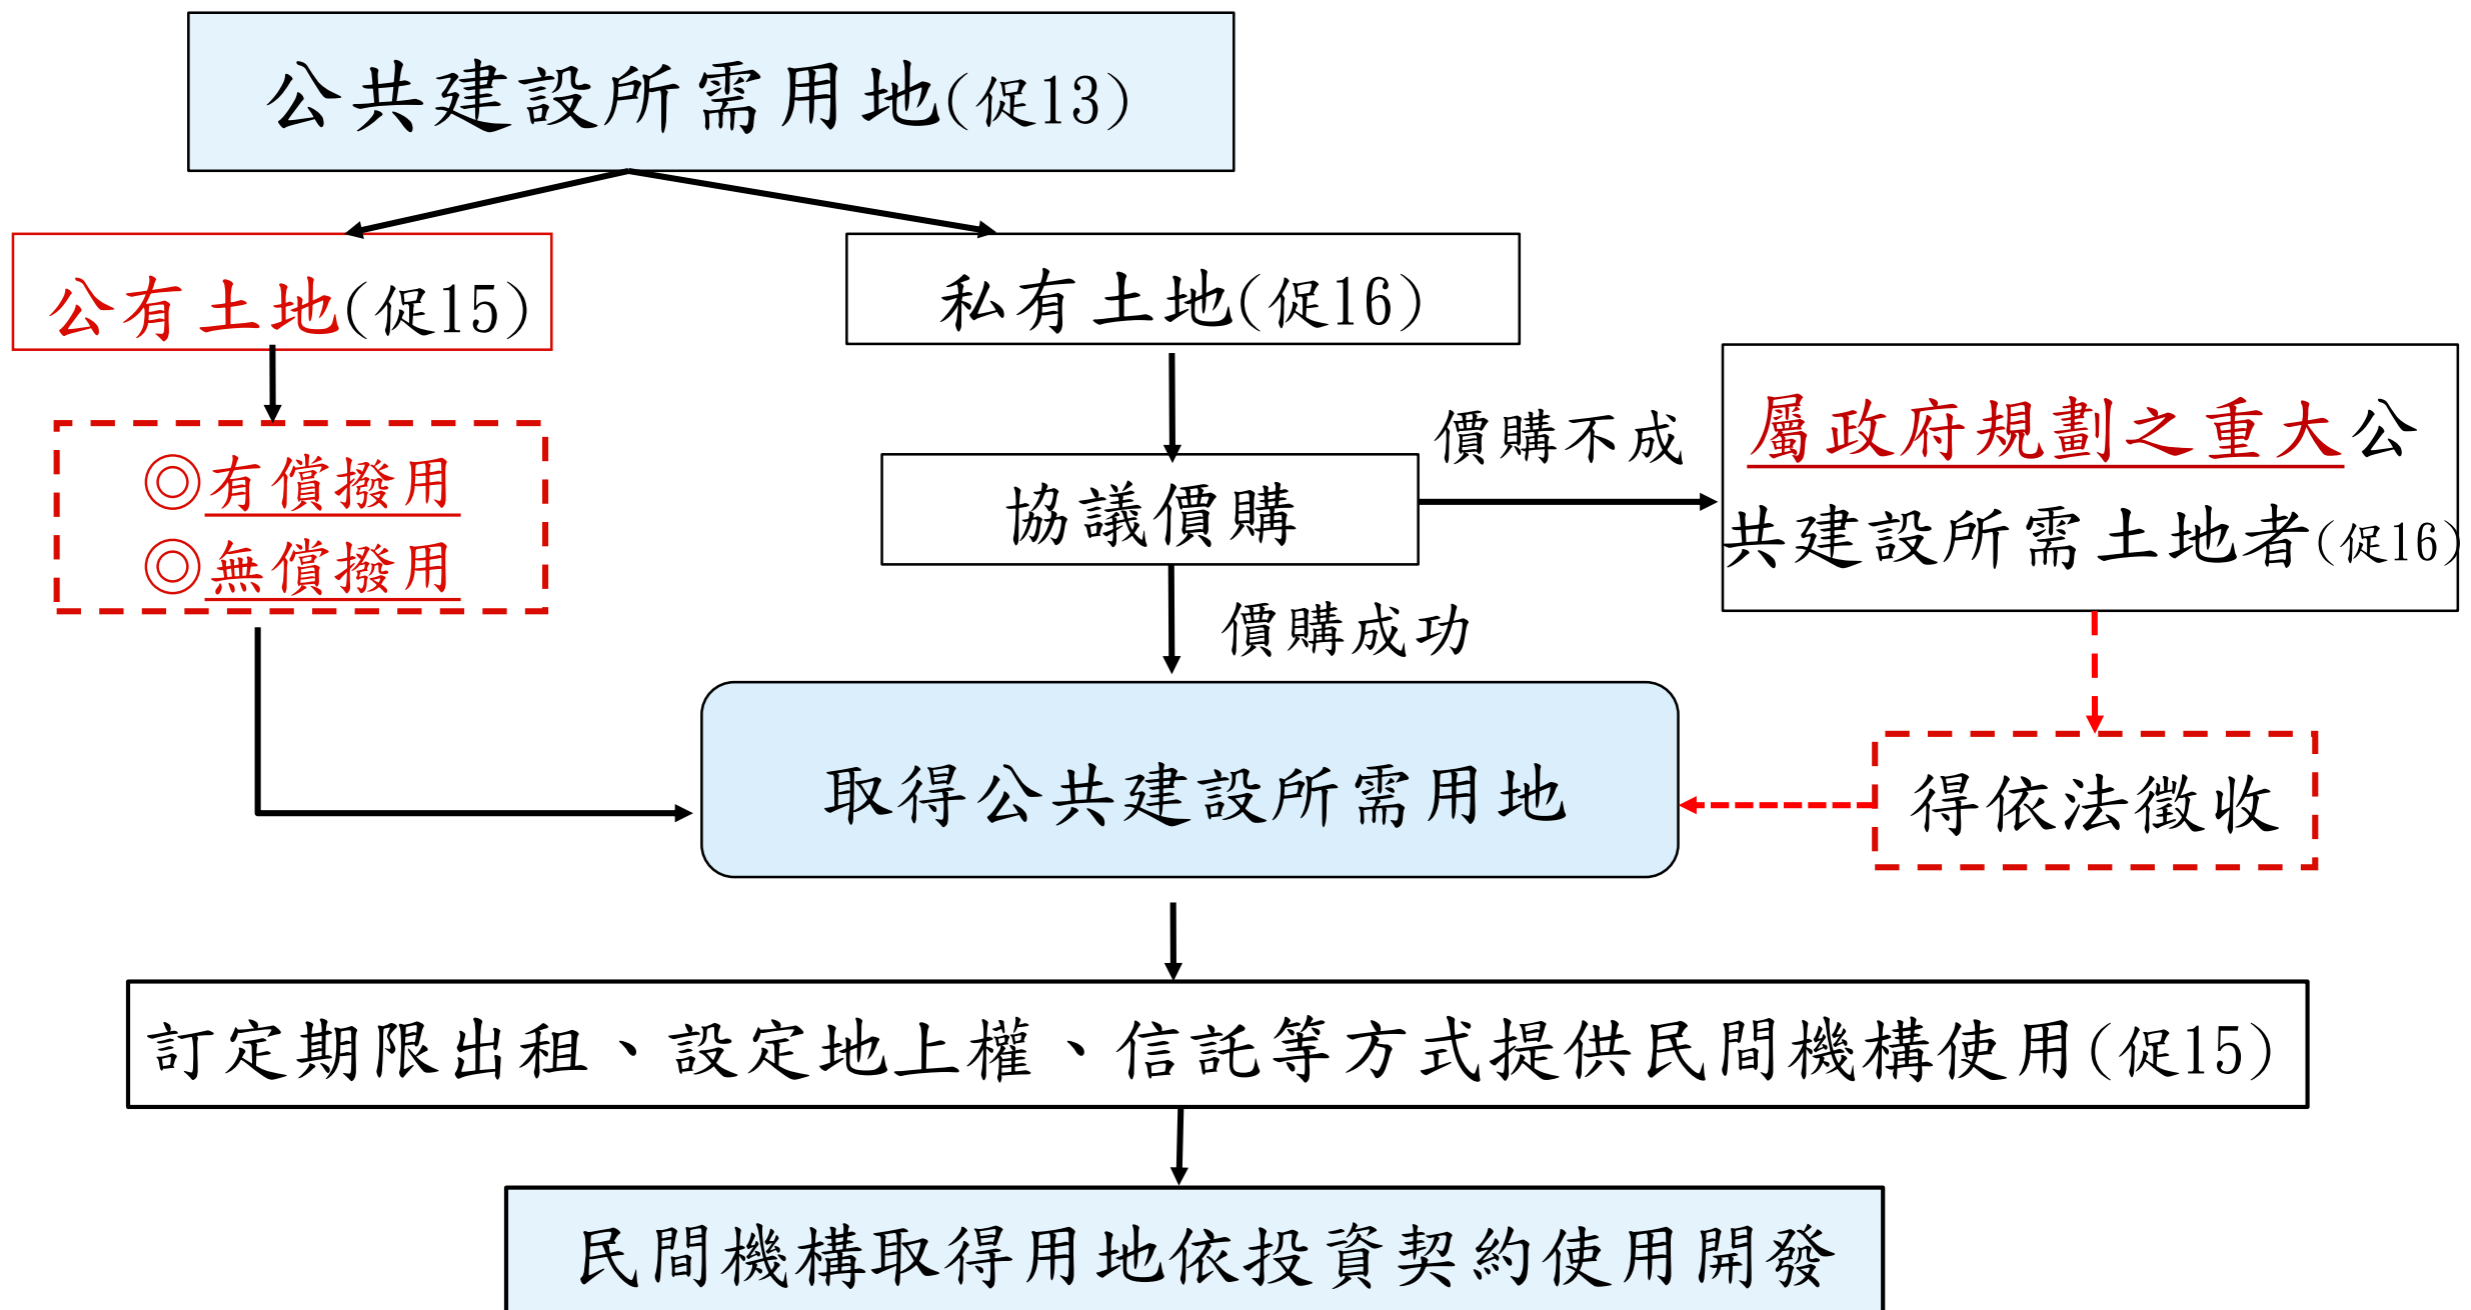 公共建設所需用地(促13)
公有土地(促15)
私有土地(促16)
◎有償撥用
◎無償撥用
協議價購
價購不成
屬政府規劃之重大公
共建設所需土地者(促16)
價購成功
取得公共建設所需用地
得依法徵收
訂定期限出租、設定地上權、信託等方式提供民間機構使用(促15)
民間機構取得用地依投資契約使用開發